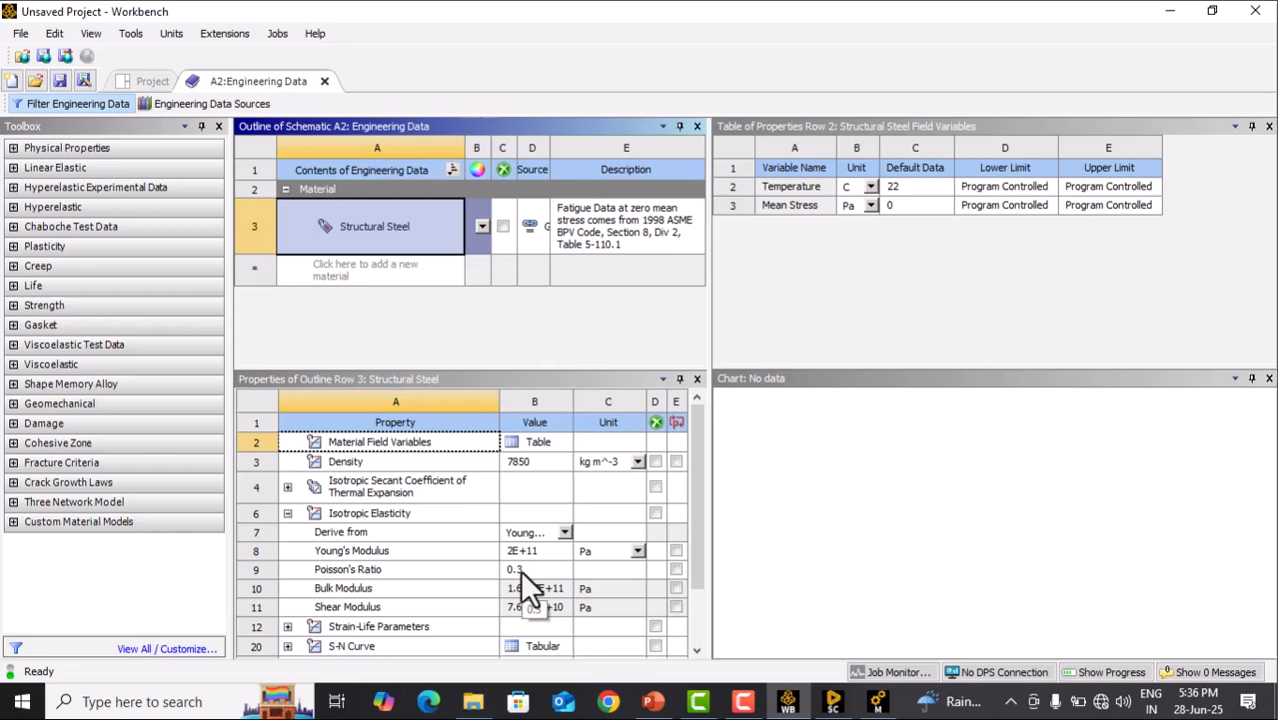 Unsaved Project - Workbench
File Edit View Tools Units Extensions Jobs Help
Project A2:Engineering Data
Filter Engineering Data Engineering Data Sources
Toolbox
Physical Properties
Linear Elastic
Hyperelastic Experimental Data
Hyperelastic
Chaboche Test Data
Plasticity
Creep
Life
Strength
Gasket
Viscoelastic Test Data
Viscoelastic
Shape Memory Alloy
Geomechanical
Damage
Cohesive Zone
Fracture Criteria
Crack Growth Laws
Three Network Model
Custom Material Models
View All / Customize...
Outline of Schematic A2: Engineering Data
A B C D E
1 Contents of Engineering Data Source Description
2 Material
3 Structural Steel Fatigue Data at zero mean
stress comes from 1998 ASME
BPV Code, Section 8, Div 2,
Table 5-110.1
* Click here to add a new
material
Properties of Outline Row 3: Structural Steel
A B C D E
1 Property Value Unit
2 Material Field Variables Table
3 Density 7850 kg m^-3
4 Isotropic Secant Coefficient of
Thermal Expansion
6 Isotropic Elasticity
7 Derive from Young...
8 Young's Modulus 2E+11 Pa
9 Poisson's Ratio 0.3
10 Bulk Modulus Pa
11 Shear Modulus Pa
12 Strain-Life Parameters
20 S-N Curve Tabular
Table of Properties Row 2: Structural Steel Field Variables
A B C D E
1 Variable Name Unit Default Data Lower Limit Upper Limit
2 Temperature C 22 Program Controlled Program Controlled
3 Mean Stress Pa 0 Program Controlled Program Controlled
Chart: No data
Ready Job Monitor... No DPS Connection Show Progress Show 0 Messages
Type here to search WB SC M Rain... ENG
IN 5:36 PM
28-Jun-25